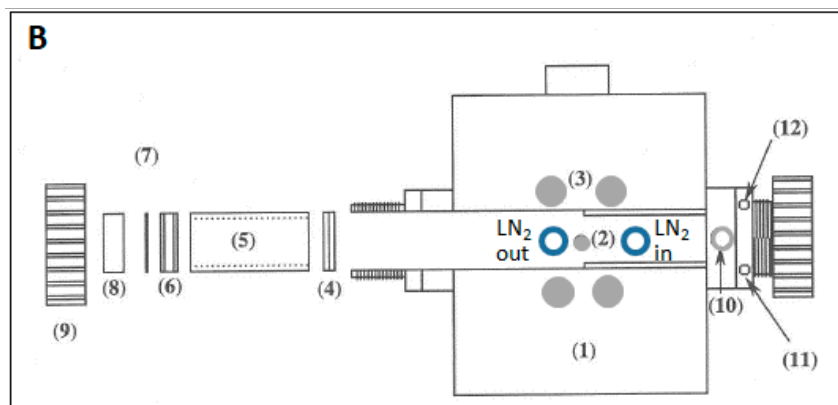 B
(12)
(7)
(3)
LN₂
out
(2)
LN₂
in
(5)
(8)
(6)
(4)
(10)
(9)
(1)
(11)